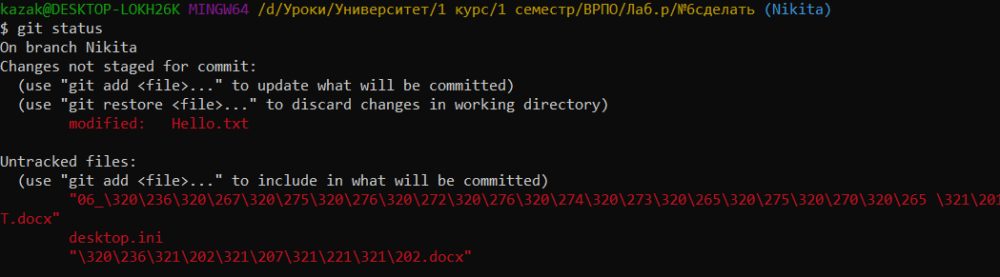 kazak@DESKTOP-LOKH26K MINGW64 /d/Уроки/Университет/1 курс/1 семестр/ВРПО/Лаб.р/№6сделать (Nikita)
$ git status
On branch Nikita
Changes not staged for commit:
  (use "git add <file>..." to update what will be committed)
  (use "git restore <file>..." to discard changes in working directory)
        modified:   Hello.txt

Untracked files:
  (use "git add <file>..." to include in what will be committed)
        "06_\320\236\320\267\320\275\320\276\320\272\320\276\320\274\320\273\320\265\320\275\320\270\320\265 \321\201
T.docx"
        desktop.ini
        "\320\236\321\202\321\207\321\221\321\202.docx"